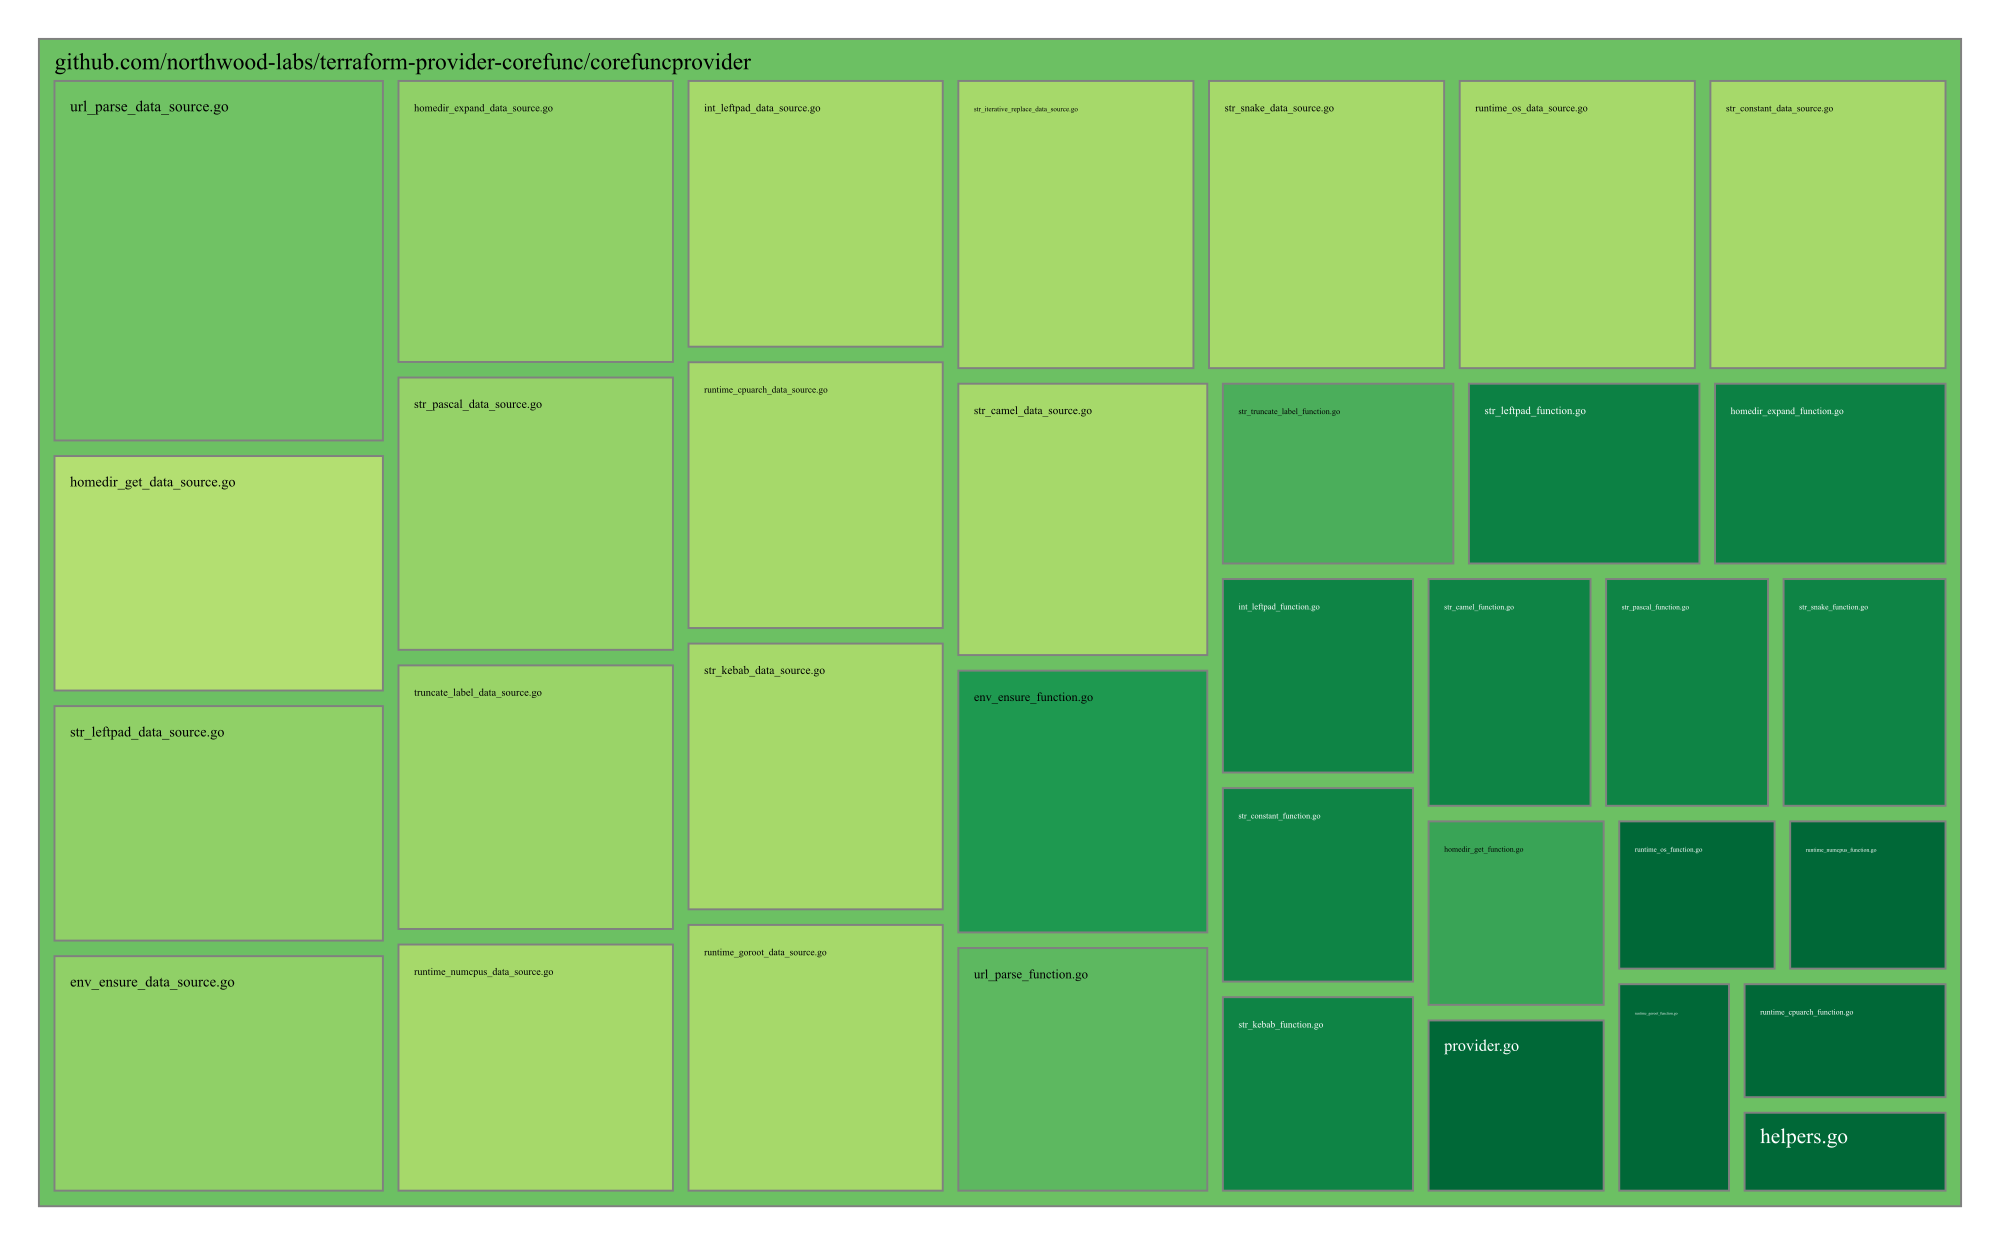 github.com/northwood-labs/terraform-provider-corefunc/corefuncprovider
url_parse_data_source.go
homedir_get_data_source.go
str_leftpad_data_source.go
env_ensure_data_source.go
homedir_expand_data_source.go
str_pascal_data_source.go
truncate_label_data_source.go
runtime_numcpus_data_source.go
int_leftpad_data_source.go
runtime_cpuarch_data_source.go
str_kebab_data_source.go
runtime_goroot_data_source.go
str_iterative_replace_data_source.go
str_snake_data_source.go
runtime_os_data_source.go
str_constant_data_source.go
str_camel_data_source.go
env_ensure_function.go
url_parse_function.go
str_truncate_label_function.go
str_leftpad_function.go
homedir_expand_function.go
int_leftpad_function.go
str_constant_function.go
str_kebab_function.go
str_camel_function.go
str_pascal_function.go
str_snake_function.go
homedir_get_function.go
provider.go
runtime_os_function.go
runtime_numcpus_function.go
runtime_goroot_function.go
runtime_cpuarch_function.go
helpers.go